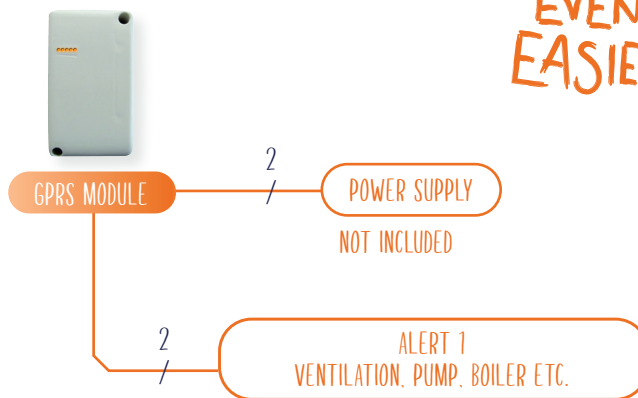 EVEN
EASIE
GPRS MODULE
2
POWER SUPPLY
NOT INCLUDED
2
ALERT 1
VENTILATION, PUMP, BOILER ETC.